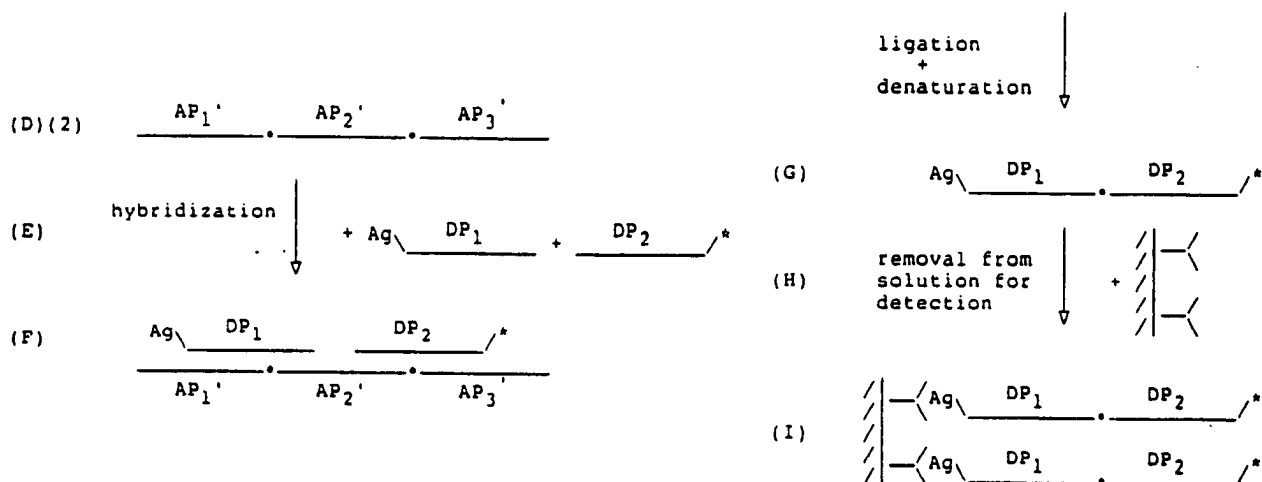 (D)(2) AP1' AP2' AP3'
(E) hybridization + Ag DP1 + DP2 *
(F) Ag DP1 DP2 *
AP1' AP2' AP3'
ligation
+
denaturation
(G) Ag DP1 DP2 *
(H) removal from
solution for
detection +
(I) Ag DP1 DP2 *
Ag DP1 DP2 *